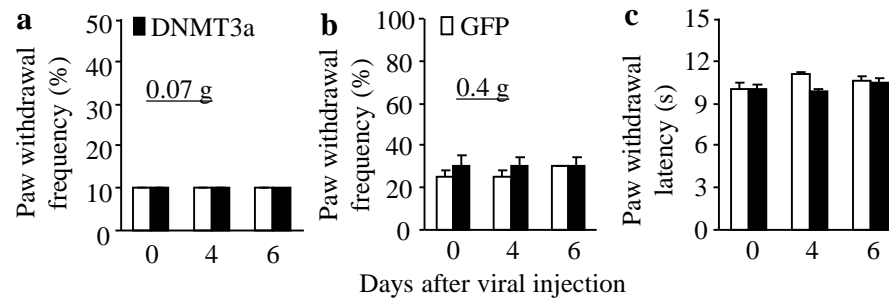 a
50
40
30
20
10
0
Paw withdrawal
frequency (%)
DNMT3a
0.07 g
0 4 6
b
100
80
60
40
20
0
Paw withdrawal
frequency (%)
GFP
0.4 g
0 4 6
c
15
12
9
6
3
0
Paw withdrawal
latency (s)
0 4 6
Days after viral injection